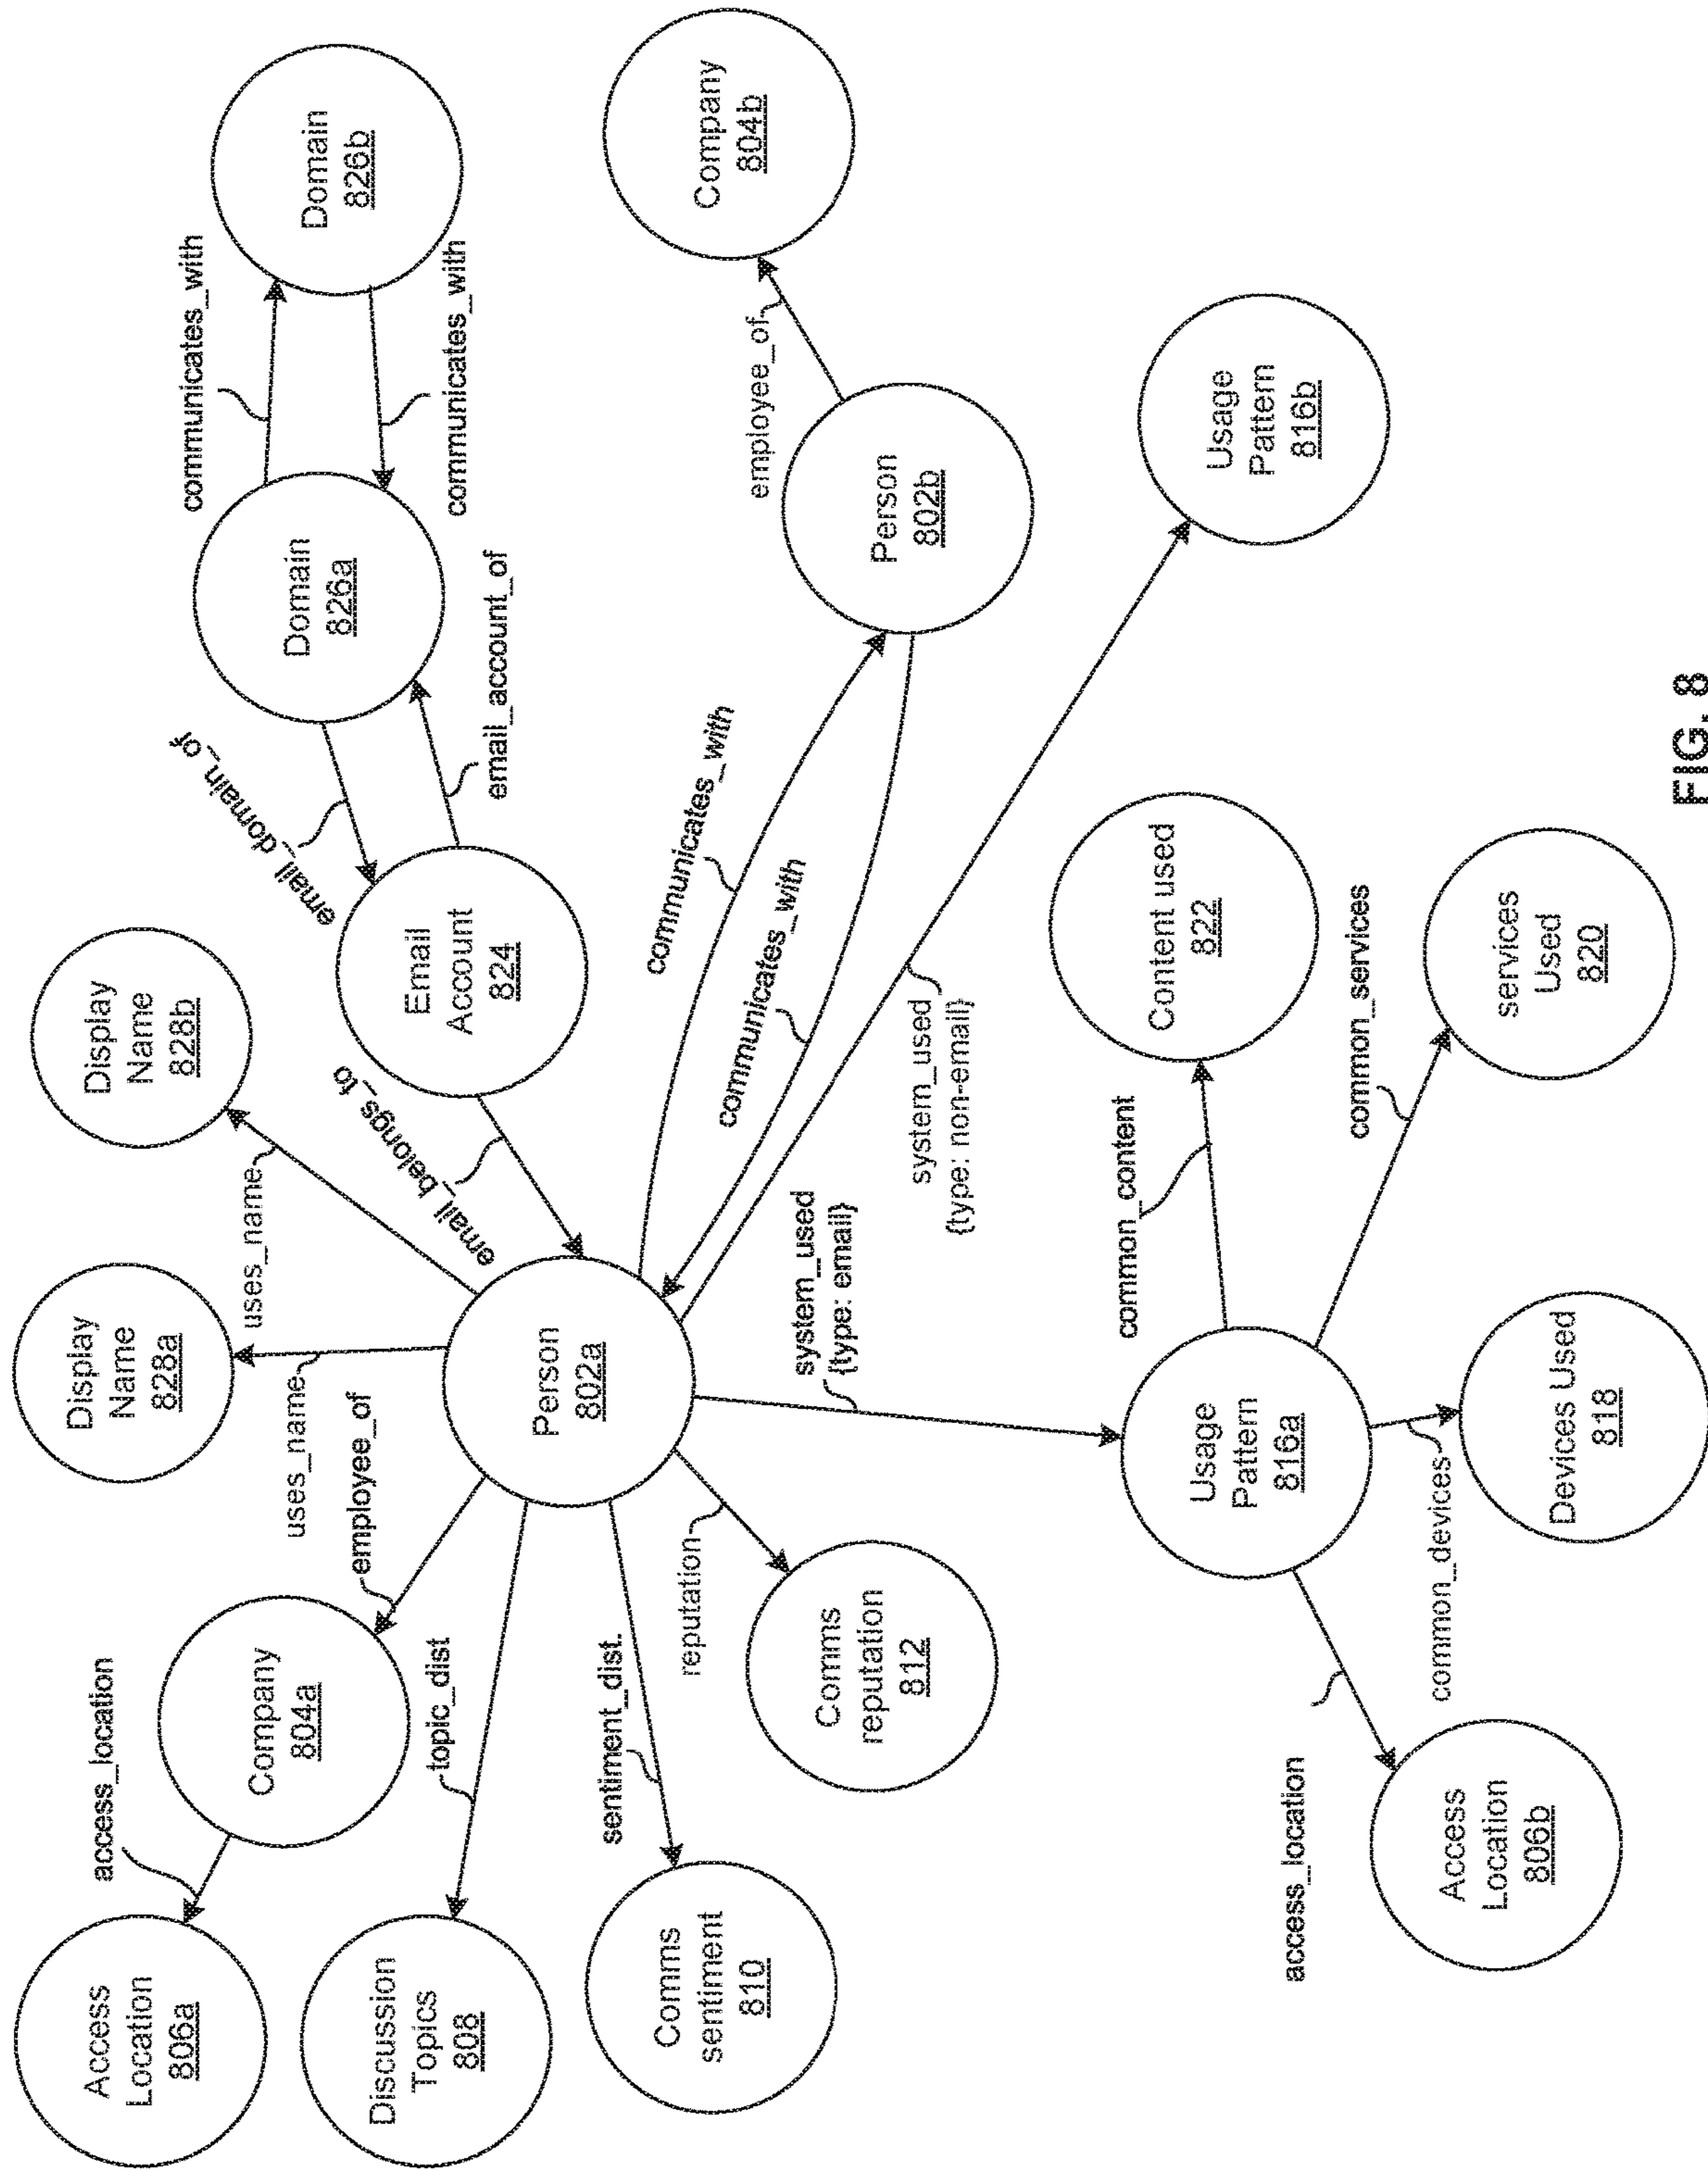 Access
Location
806a
access_location
Company
804a
employee_of
uses_name
Display
Name
828a
uses_name
Display
Name
828b
email_domain_of
Domain
826a
communicates_with
Domain
826b
communicates_with
email_account_of
Email
Account
824
email_belongs_to
Discussion
Topics
808
topic_dist
Person
802a
Comms
sentiment
810
sentiment_dist.
Comms
reputation
812
reputation
communicates_with
communicates_with
Person
802b
employee_of
Company
804b
system_used
{type: email}
system_used
{type: non-email}
Usage
Pattern
816b
Usage
Pattern
816a
common_content
Content used
822
common_services
services
Used
820
common_devices
Devices Used
818
access_location
Access
Location
806b
FIG. 8